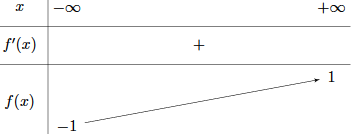 x −∞ +∞
f′(x) +
f(x) 1
−1